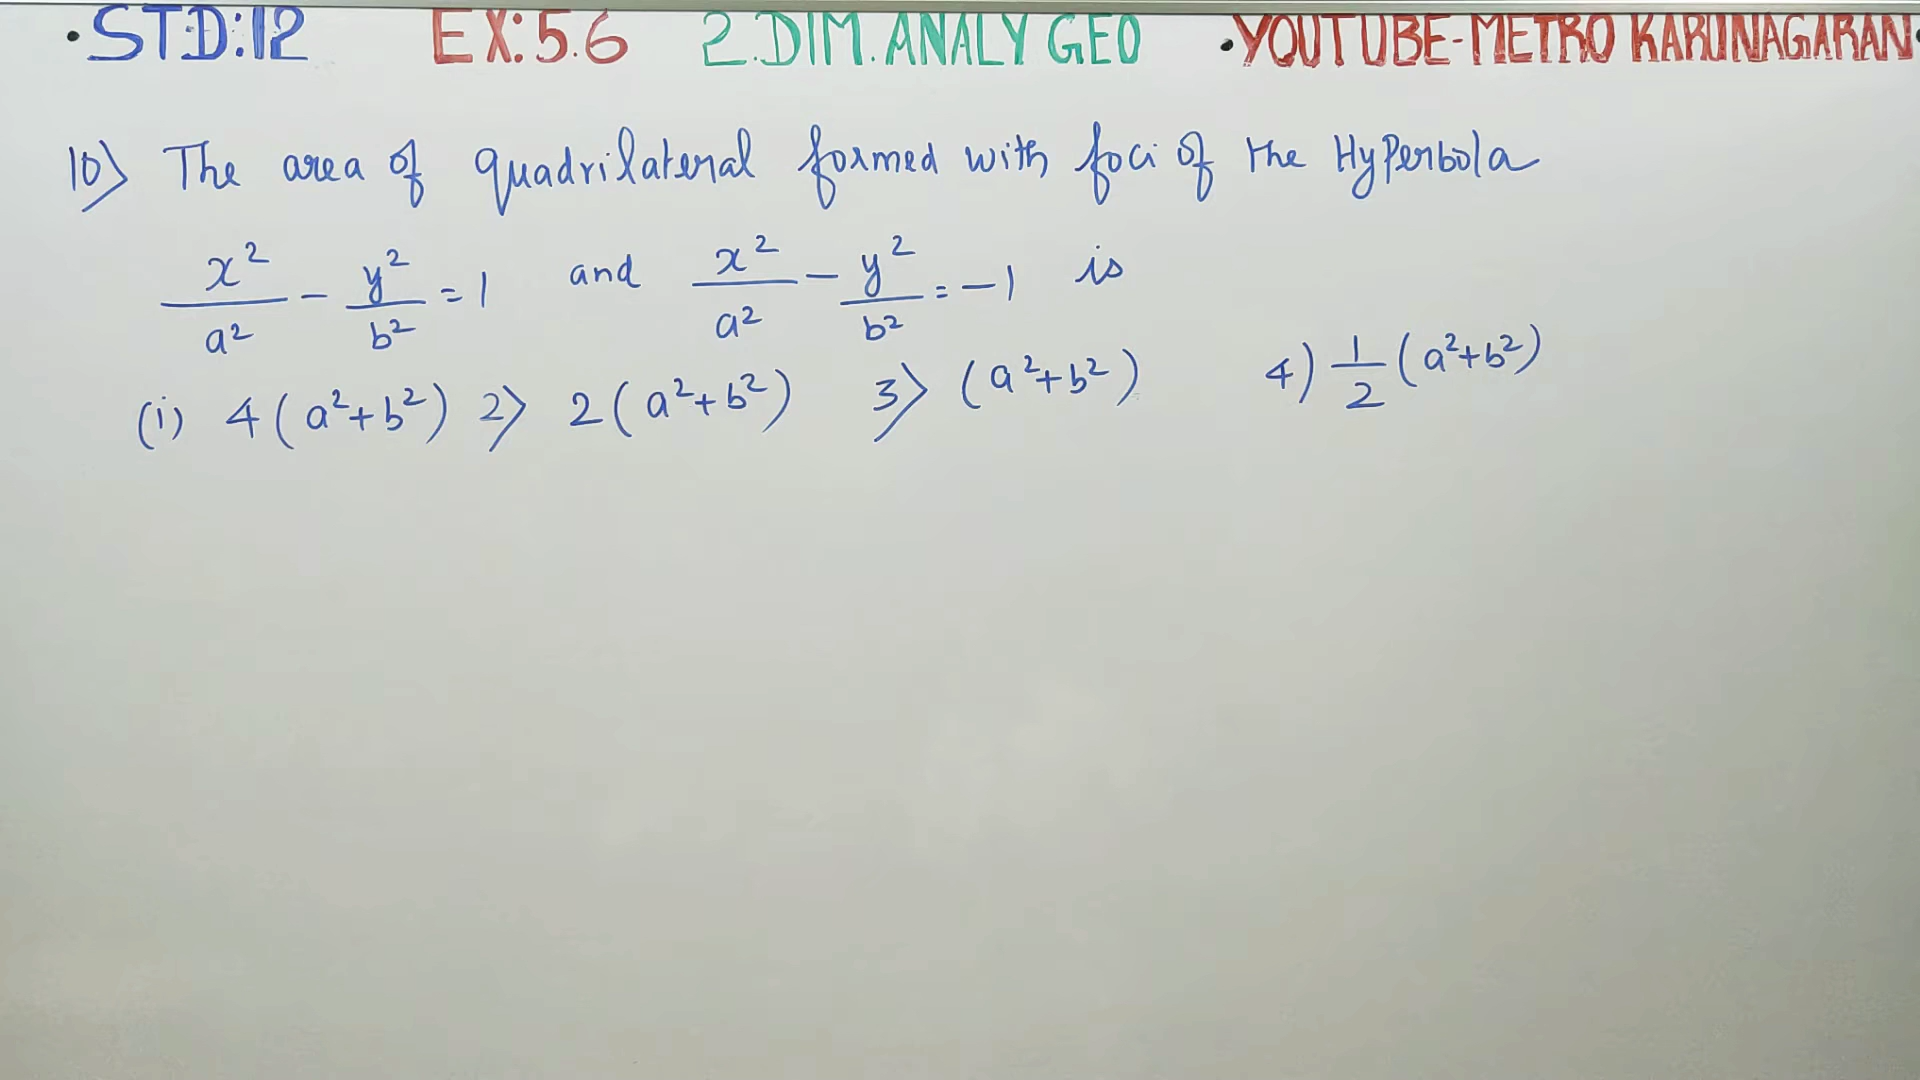 •STD:12 EX:5.6 2.DIM.ANALY GEO •YOUTUBE-METRO KARUNAGARAN•
10) The area of quadrilateral formed with foci of the HyPerbola
x²/a² - y²/b² = 1 and x²/a² - y²/b² = -1 is
(i) 4(a²+b²) 2) 2(a²+b²) 3) (a²+b²) 4) 1/2 (a²+b²)